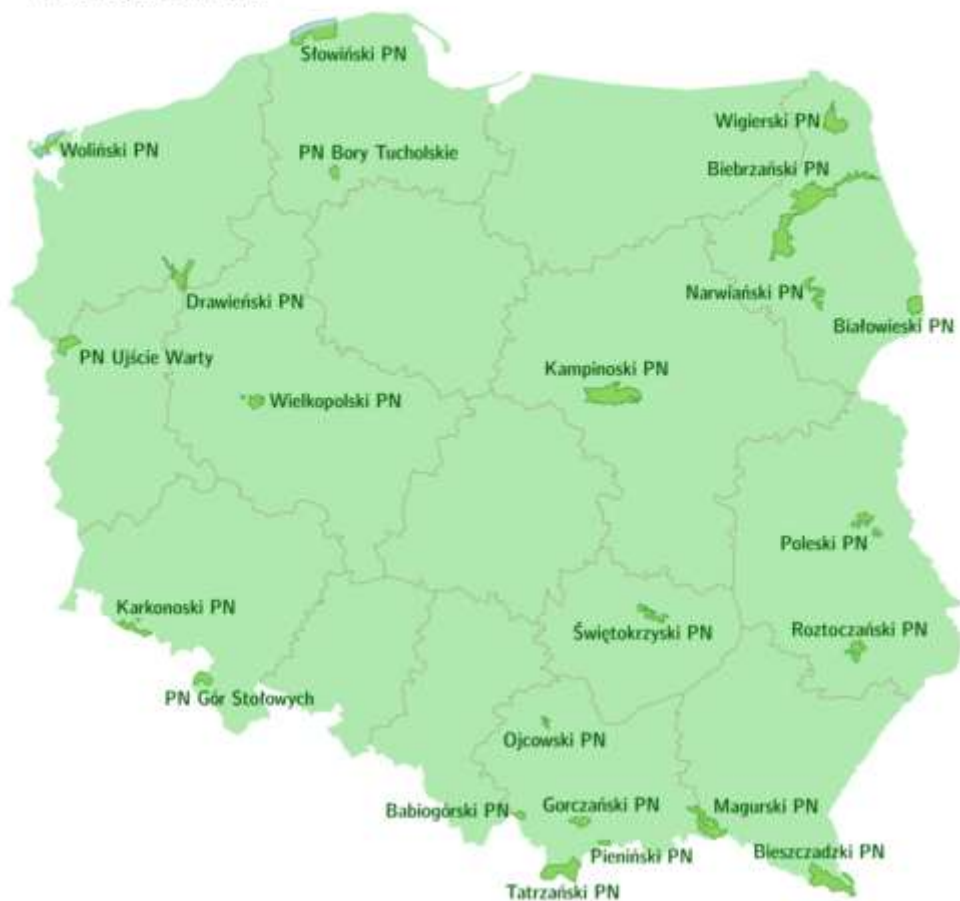 Słowiński PN
Wigierski PN
Woliński PN
PN Bory Tucholskie
Biebrzański PN
Drawieński PN
Narwiański PN
Białowieski PN
PN Ujście Warty
Kampinoski PN
Wielkopolski PN
Poleski PN
Karkonoski PN
Świętokrzyski PN
Roztoczański PN
PN Gór Stołowych
Ojcowski PN
Babiogórski PN
Gorczański PN
Magurski PN
Pieniński PN
Bieszczadzki PN
Tatrzański PN